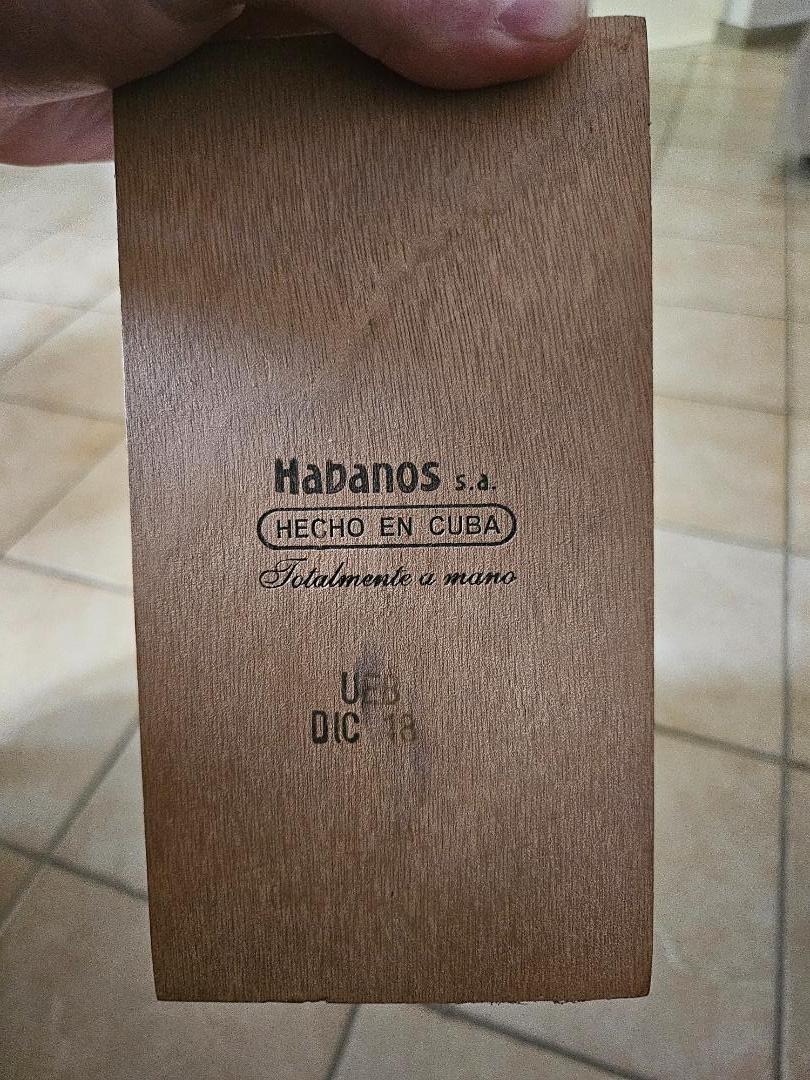 Habanos s.a.
HECHO EN CUBA
Totalmente a mano
UEB
DIC 18